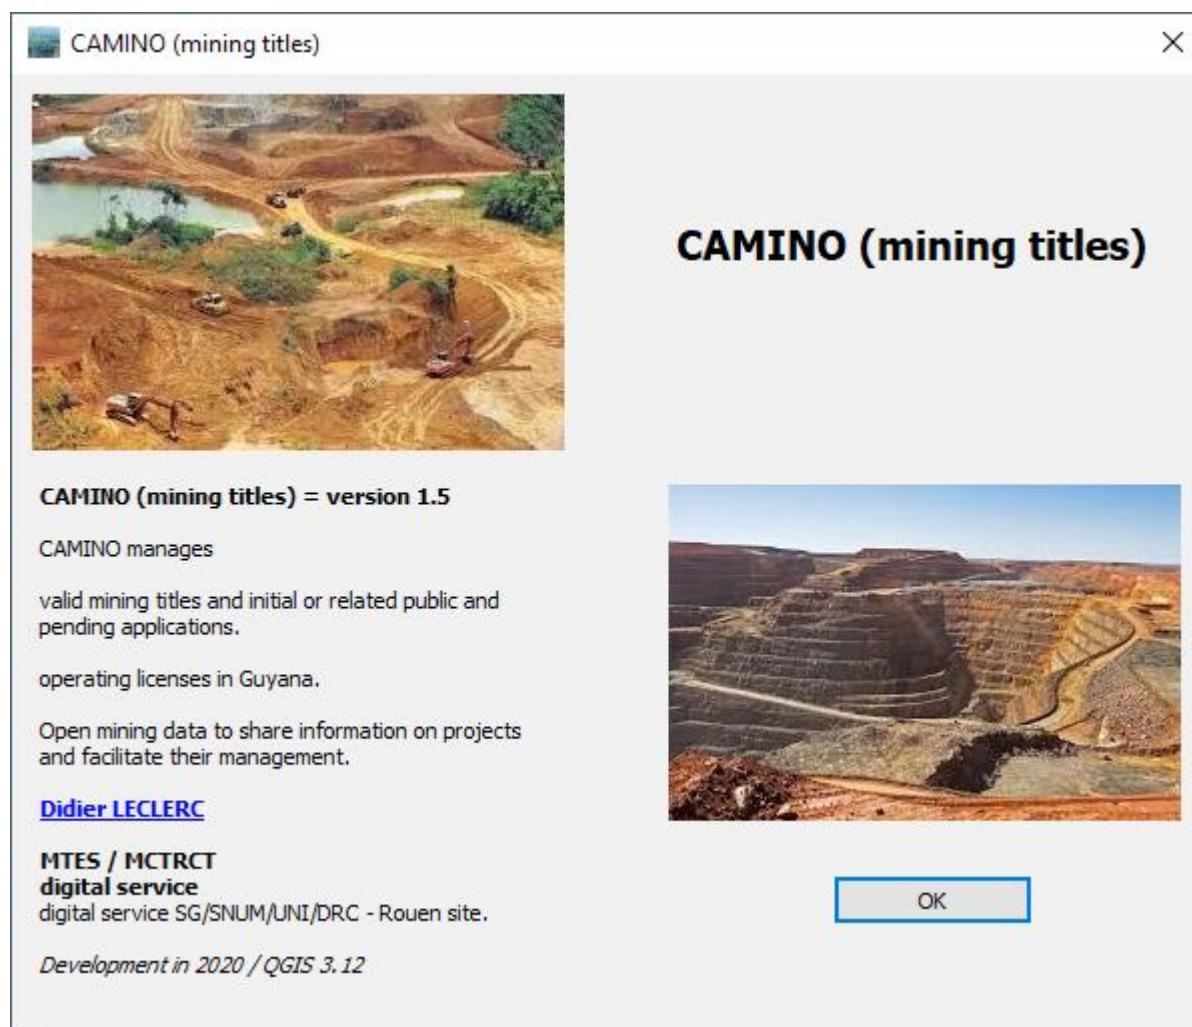 CAMINO (mining titles)
CAMINO (mining titles)
CAMINO (mining titles) = version 1.5
CAMINO manages
valid mining titles and initial or related public and
pending applications.
operating licenses in Guyana.
Open mining data to share information on projects
and facilitate their management.
Didier LECLERC
MTES / MCTRCT
digital service
digital service SG/SNUM/UNI/DRC - Rouen site.
Development in 2020 / QGIS 3.12
OK